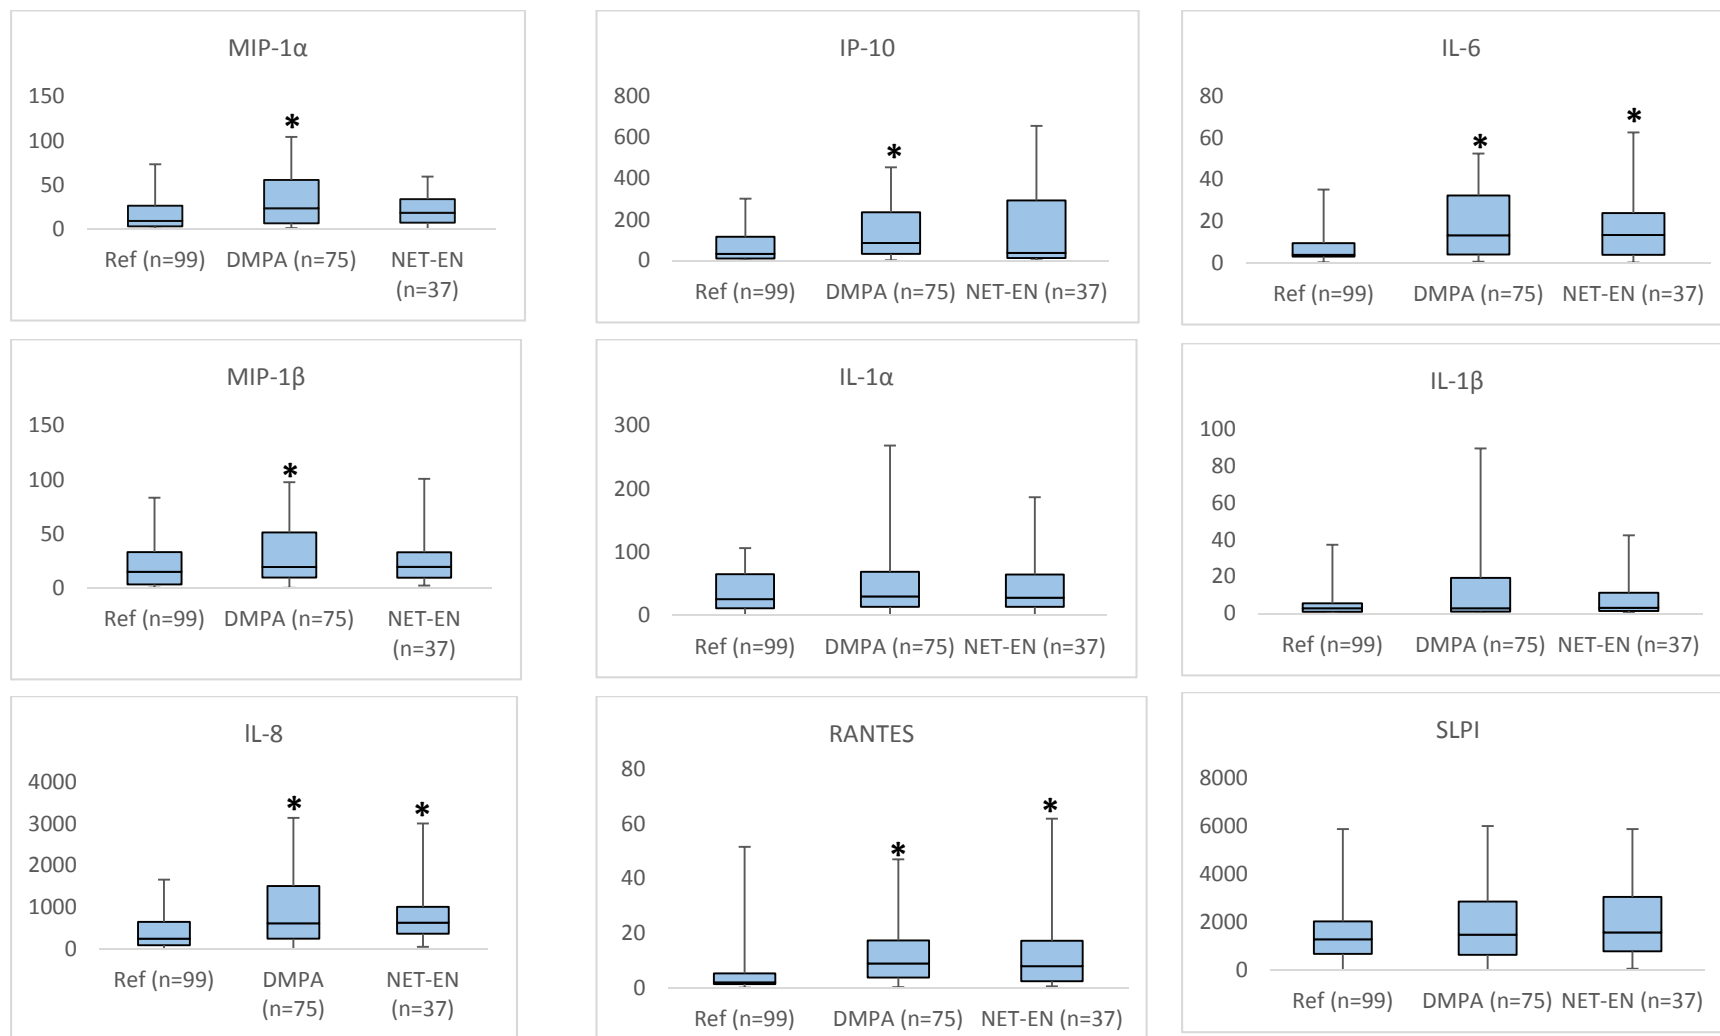 MIP-1α
150
*
100
50
0
Ref (n=99) DMPA (n=75) NET-EN
(n=37)
IP-10
800
600
*
400
200
0
Ref (n=99) DMPA (n=75) NET-EN (n=37)
IL-6
80
*
60
*
40
20
0
Ref (n=99) DMPA (n=75) NET-EN (n=37)
MIP-1β
150
*
100
50
0
Ref (n=99) DMPA (n=75) NET-EN
(n=37)
IL-1α
300
200
100
0
Ref (n=99) DMPA (n=75) NET-EN (n=37)
IL-1β
100
80
60
40
20
0
Ref (n=99) DMPA (n=75) NET-EN (n=37)
IL-8
4000
* *
3000
2000
1000
0
Ref (n=99) DMPA NET-EN
(n=75) (n=37)
RANTES
80
*
60
*
40
20
0
Ref (n=99) DMPA (n=75) NET-EN (n=37)
SLPI
8000
6000
4000
2000
0
Ref (n=99) DMPA (n=75) NET-EN (n=37)